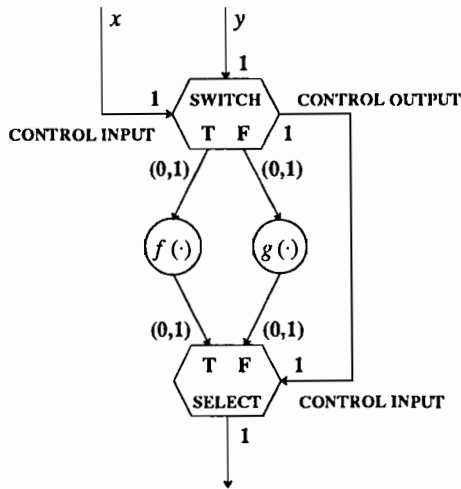 x y
1
1 SWITCH CONTROL OUTPUT
CONTROL INPUT T F 1
(0,1) (0,1)
f (·) g (·)
(0,1) (0,1)
T F 1
SELECT CONTROL INPUT
1